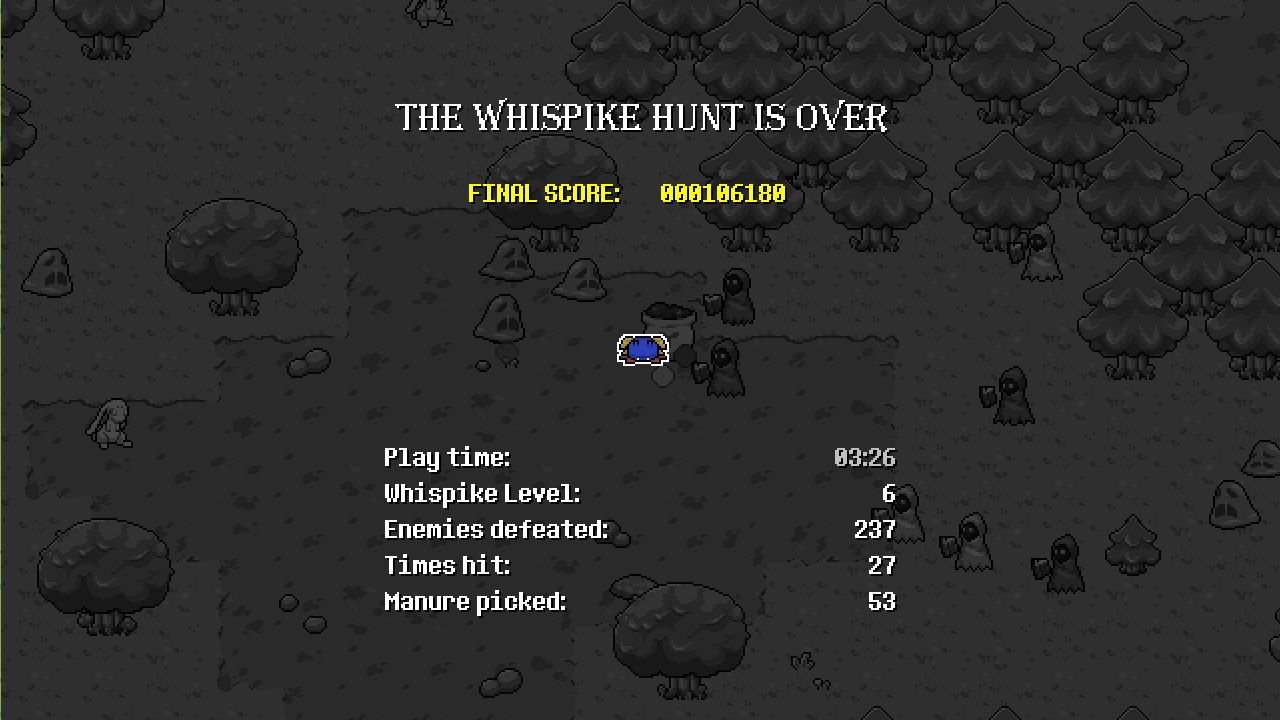 THE WHISPIKE HUNT IS OVER
FINAL SCORE: 000106180
Play time: 03:26
Whispike Level: 6
Enemies defeated: 237
Times hit: 27
Manure picked: 53